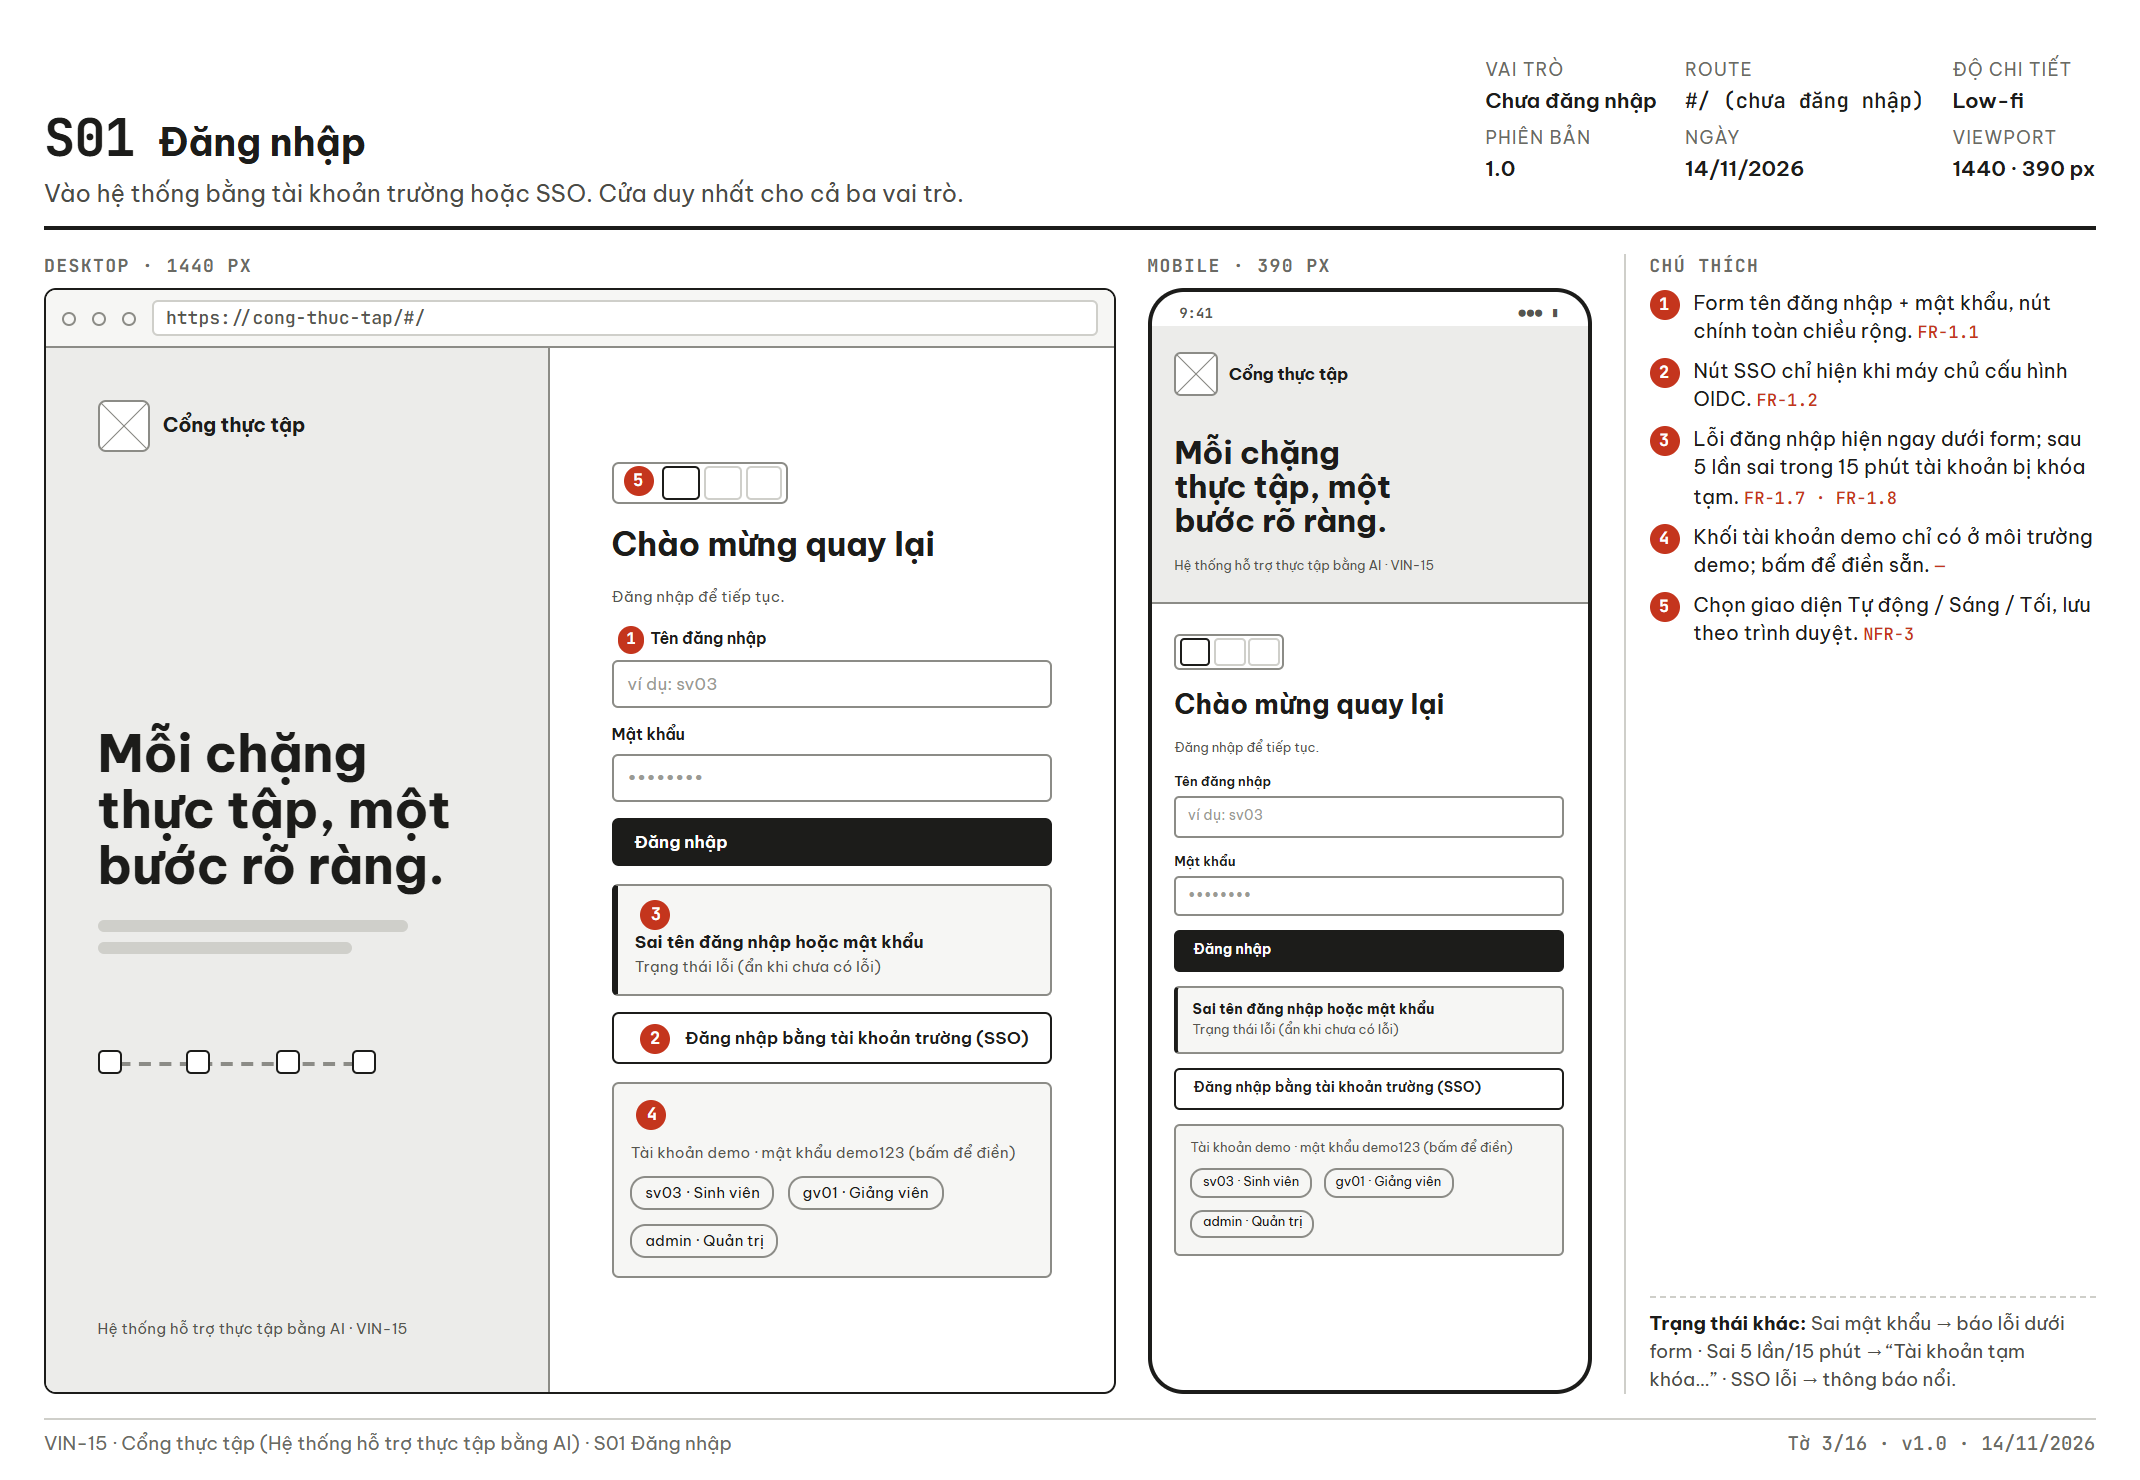 S01 Đăng nhập
Vào hệ thống bằng tài khoản trường hoặc SSO. Cửa duy nhất cho cả ba vai trò.
VAI TRÒ
Chưa đăng nhập
ROUTE
#/ (chưa đăng nhập)
ĐỘ CHI TIẾT
Low-fi
PHIÊN BẢN
1.0
NGÀY
14/11/2026
VIEWPORT
1440 · 390 px
DESKTOP · 1440 PX
https://cong-thuc-tap/#/
Cổng thực tập
Mỗi chặng
thực tập, một
bước rõ ràng.
Hệ thống hỗ trợ thực tập bằng AI · VIN-15
5
Chào mừng quay lại
Đăng nhập để tiếp tục.
1 Tên đăng nhập
ví dụ: sv03
Mật khẩu
••••••••
Đăng nhập
3
Sai tên đăng nhập hoặc mật khẩu
Trạng thái lỗi (ẩn khi chưa có lỗi)
2 Đăng nhập bằng tài khoản trường (SSO)
4
Tài khoản demo · mật khẩu demo123 (bấm để điền)
sv03 · Sinh viên
gv01 · Giảng viên
admin · Quản trị
MOBILE · 390 PX
9:41
Cổng thực tập
Mỗi chặng
thực tập, một
bước rõ ràng.
Hệ thống hỗ trợ thực tập bằng AI · VIN-15
Chào mừng quay lại
Đăng nhập để tiếp tục.
Tên đăng nhập
ví dụ: sv03
Mật khẩu
••••••••
Đăng nhập
Sai tên đăng nhập hoặc mật khẩu
Trạng thái lỗi (ẩn khi chưa có lỗi)
Đăng nhập bằng tài khoản trường (SSO)
Tài khoản demo · mật khẩu demo123 (bấm để điền)
sv03 · Sinh viên
gv01 · Giảng viên
admin · Quản trị
CHÚ THÍCH
1 Form tên đăng nhập + mật khẩu, nút
chính toàn chiều rộng. FR-1.1
2 Nút SSO chỉ hiện khi máy chủ cấu hình
OIDC. FR-1.2
3 Lỗi đăng nhập hiện ngay dưới form; sau
5 lần sai trong 15 phút tài khoản bị khóa
tạm. FR-1.7 · FR-1.8
4 Khối tài khoản demo chỉ có ở môi trường
demo; bấm để điền sẵn. —
5 Chọn giao diện Tự động / Sáng / Tối, lưu
theo trình duyệt. NFR-3
Trạng thái khác: Sai mật khẩu → báo lỗi dưới
form · Sai 5 lần/15 phút → “Tài khoản tạm
khóa…” · SSO lỗi → thông báo nổi.
VIN-15 · Cổng thực tập (Hệ thống hỗ trợ thực tập bằng AI) · S01 Đăng nhập
Tờ 3/16 · v1.0 · 14/11/2026